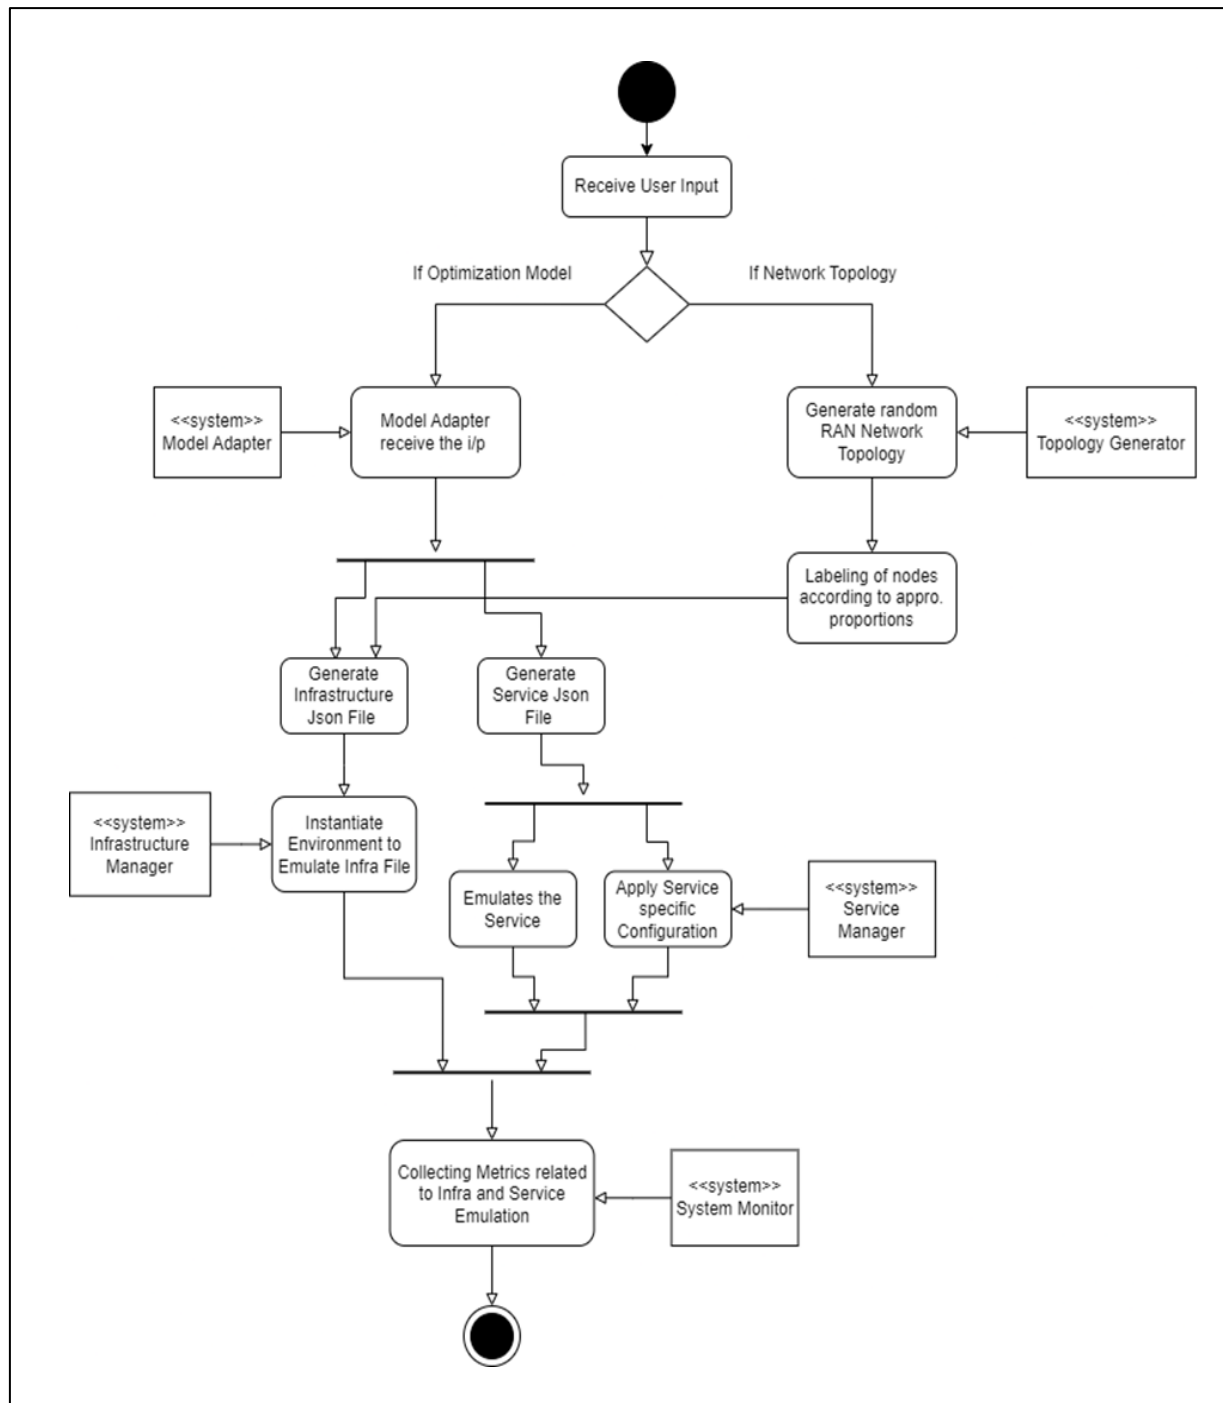 Receive User Input
If Optimization Model
If Network Topology
<<system>>
Model Adapter
Model Adapter
receive the i/p
Generate random
RAN Network
Topology
<<system>>
Topology Generator
Labeling of nodes
according to appro.
proportions
Generate
Infrastructure
Json File
Generate
Service Json
File
<<system>>
Infrastructure
Manager
Instantiate
Environment to
Emulate Infra File
Emulates the
Service
Apply Service
specific
Configuration
<<system>>
Service
Manager
Collecting Metrics related
to Infra and Service
Emulation
<<system>>
System Monitor